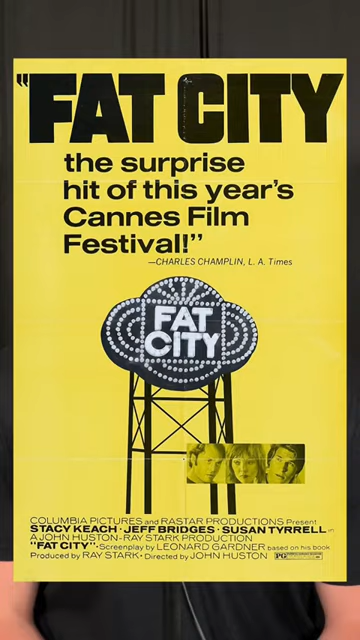 "FAT CITY
the surprise
hit of this year's
Cannes Film
Festival!"
—CHARLES CHAMPLIN, L. A. Times
FAT
CITY
COLUMBIA PICTURES and RASTAR PRODUCTIONS Present
STACY KEACH · JEFF BRIDGES · SUSAN TYRRELL in
A JOHN HUSTON-RAY STARK PRODUCTION
"FAT CITY" · Screenplay by LEONARD GARDNER based on his book
Produced by RAY STARK · Directed by JOHN HUSTON PG